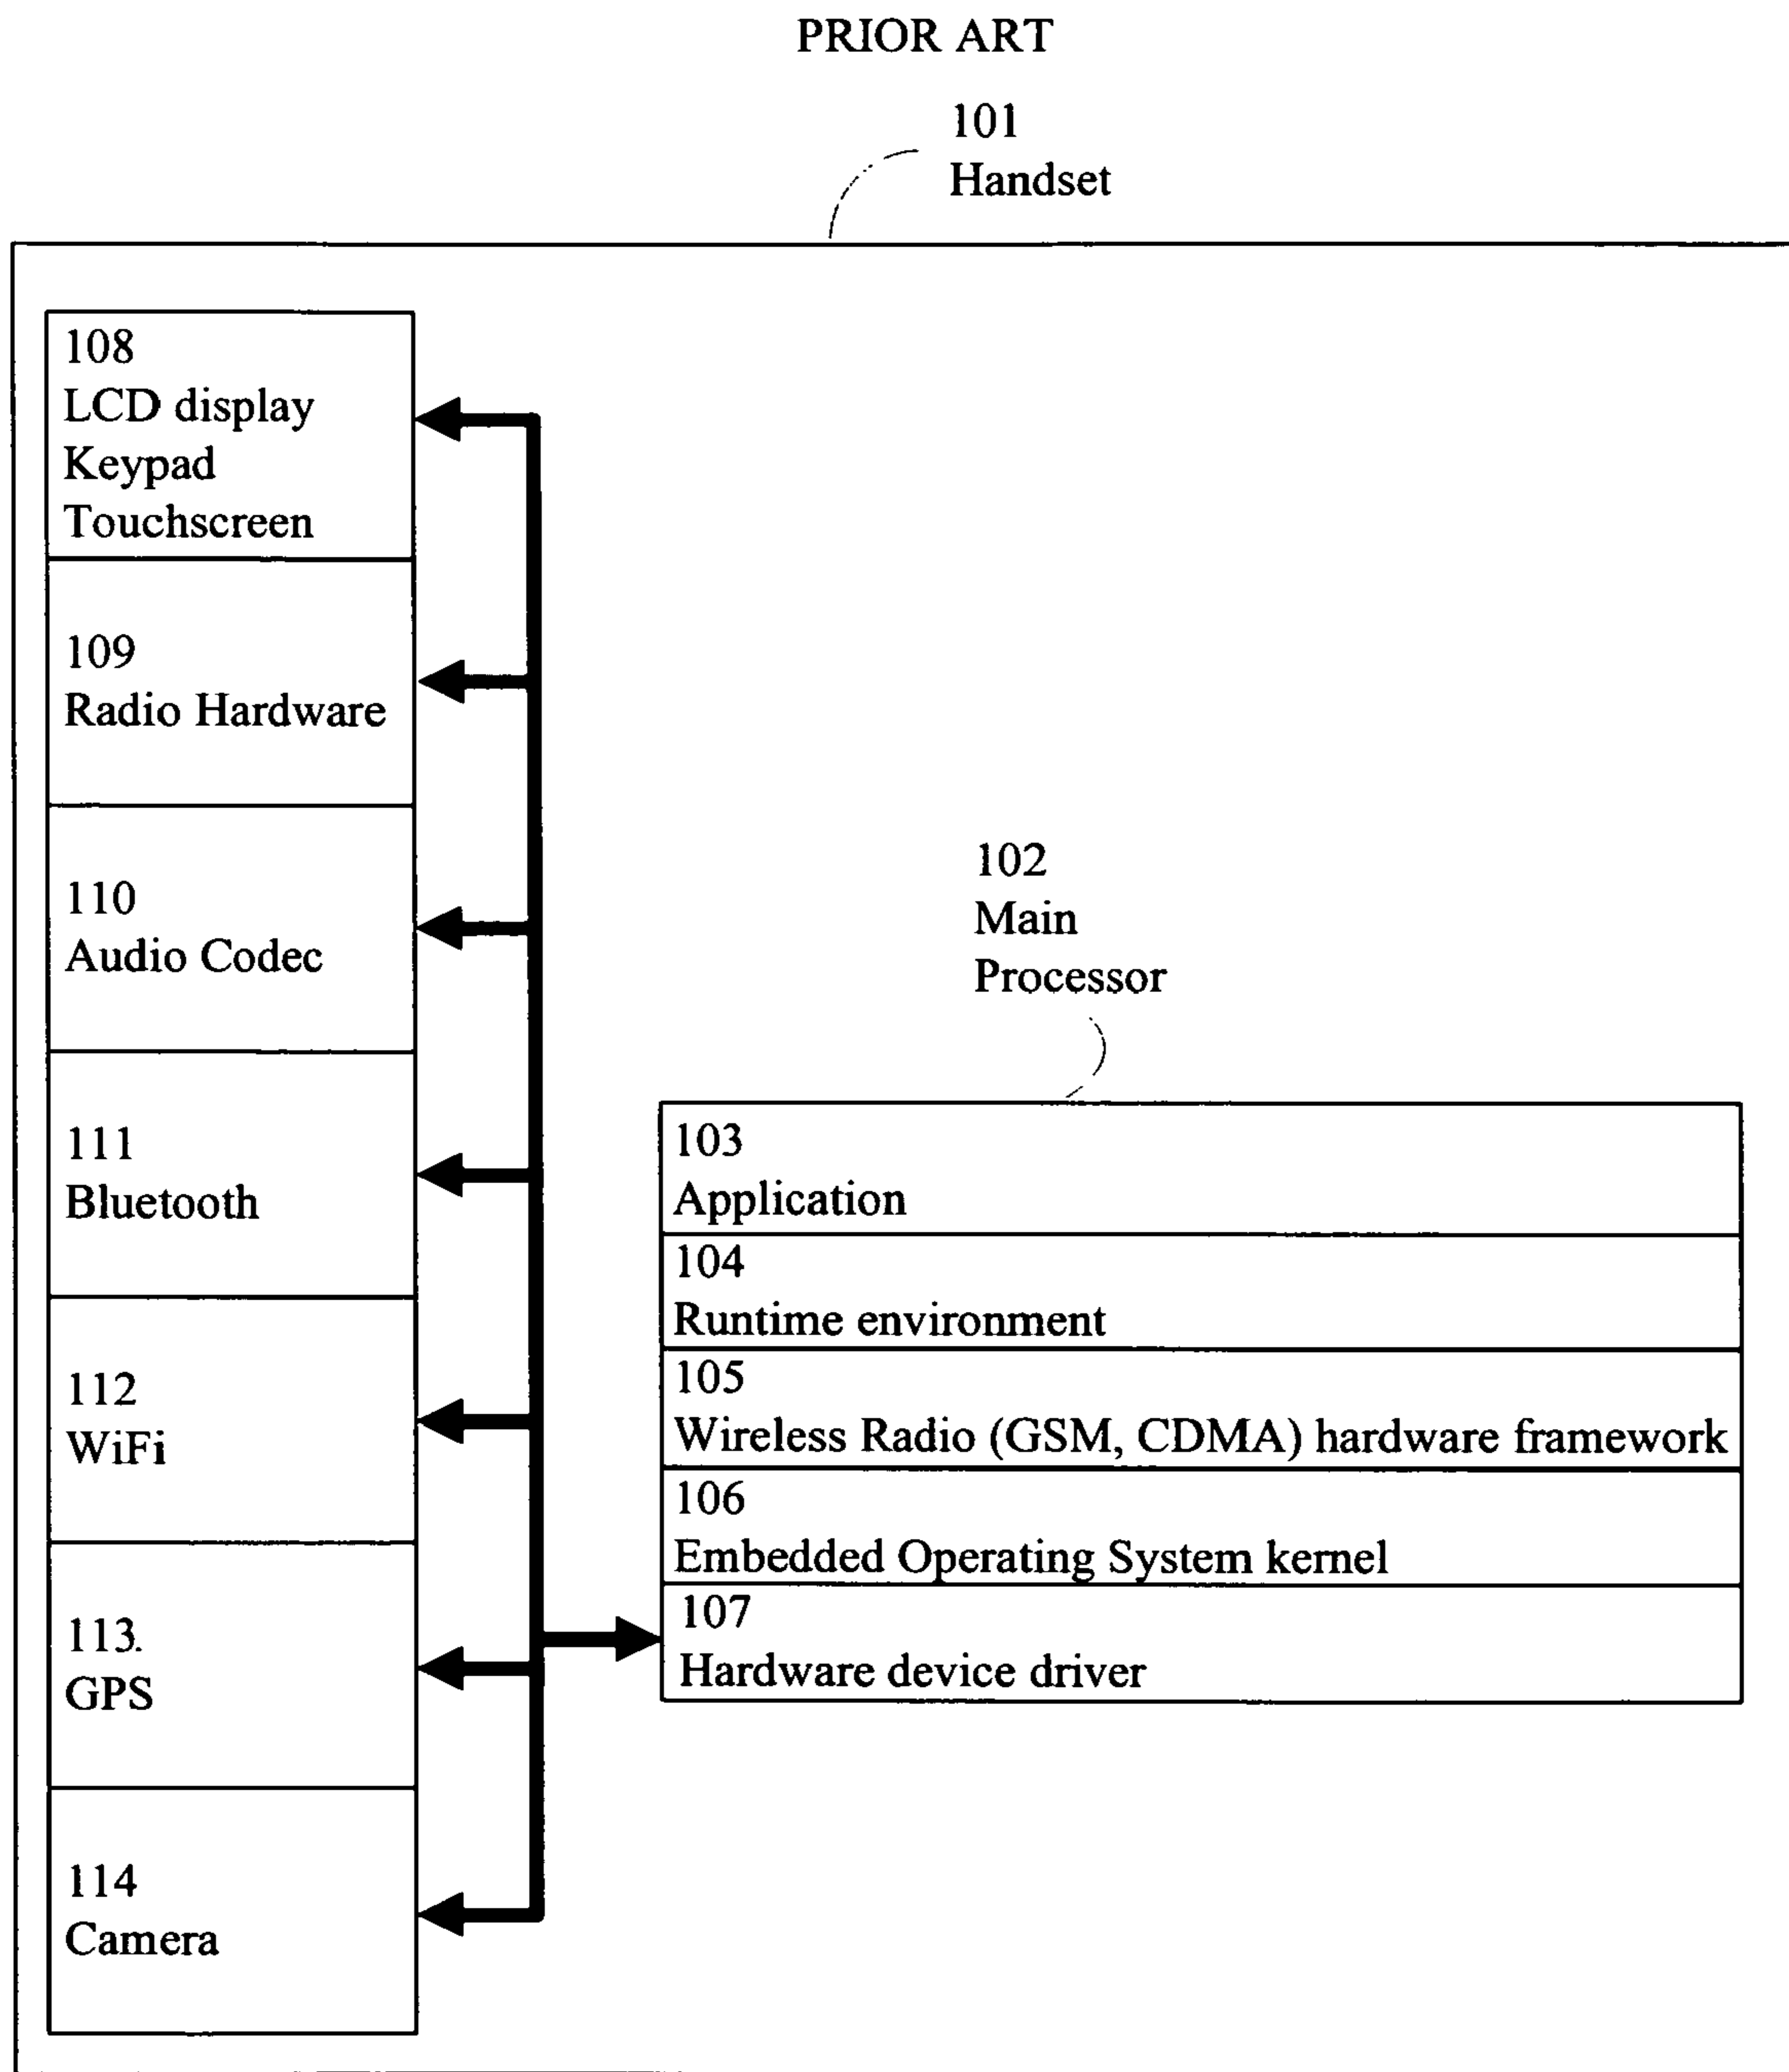 PRIOR ART
101
Handset
108
LCD display
Keypad
Touchscreen
109
Radio Hardware
110
Audio Codec
111
Bluetooth
112
WiFi
113.
GPS
114
Camera
102
Main
Processor
103
Application
104
Runtime environment
105
Wireless Radio (GSM, CDMA) hardware framework
106
Embedded Operating System kernel
107
Hardware device driver